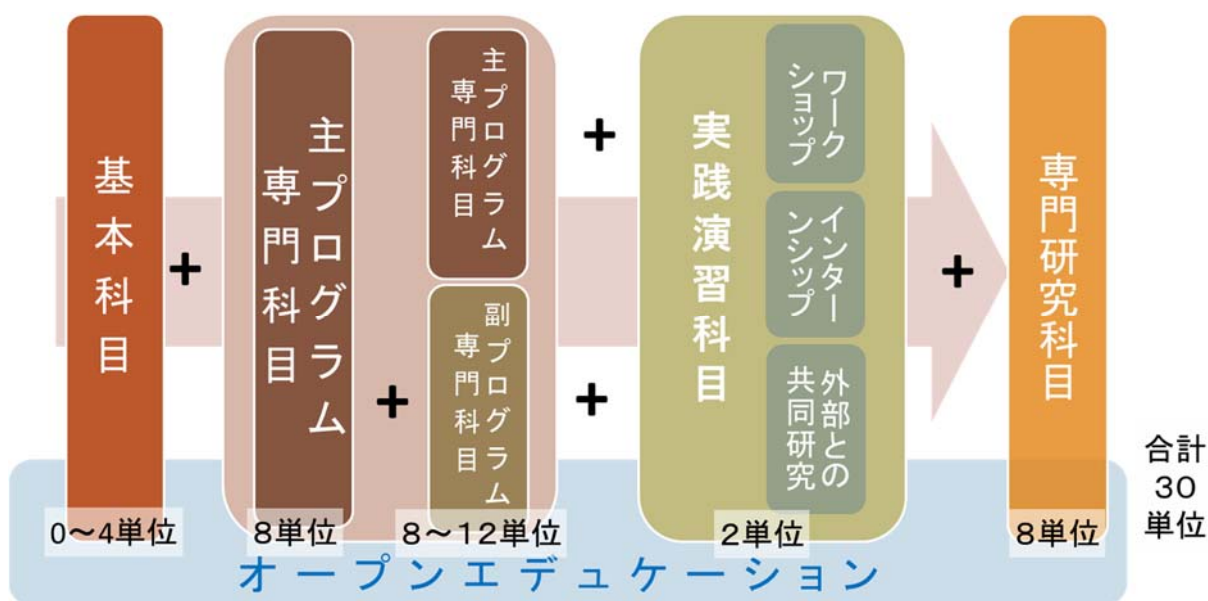 基本科目
+
主プログラム
専門科目
+
主プログラム
専門科目
副プログラム
専門科目
+
+
実践演習科目
ワーク
ショップ
インター
ンシップ
外部との
共同研究
+
専門研究科目
0～4単位
8単位
8～12単位
2単位
8単位
合計
30
単位
オープンエデュケーション